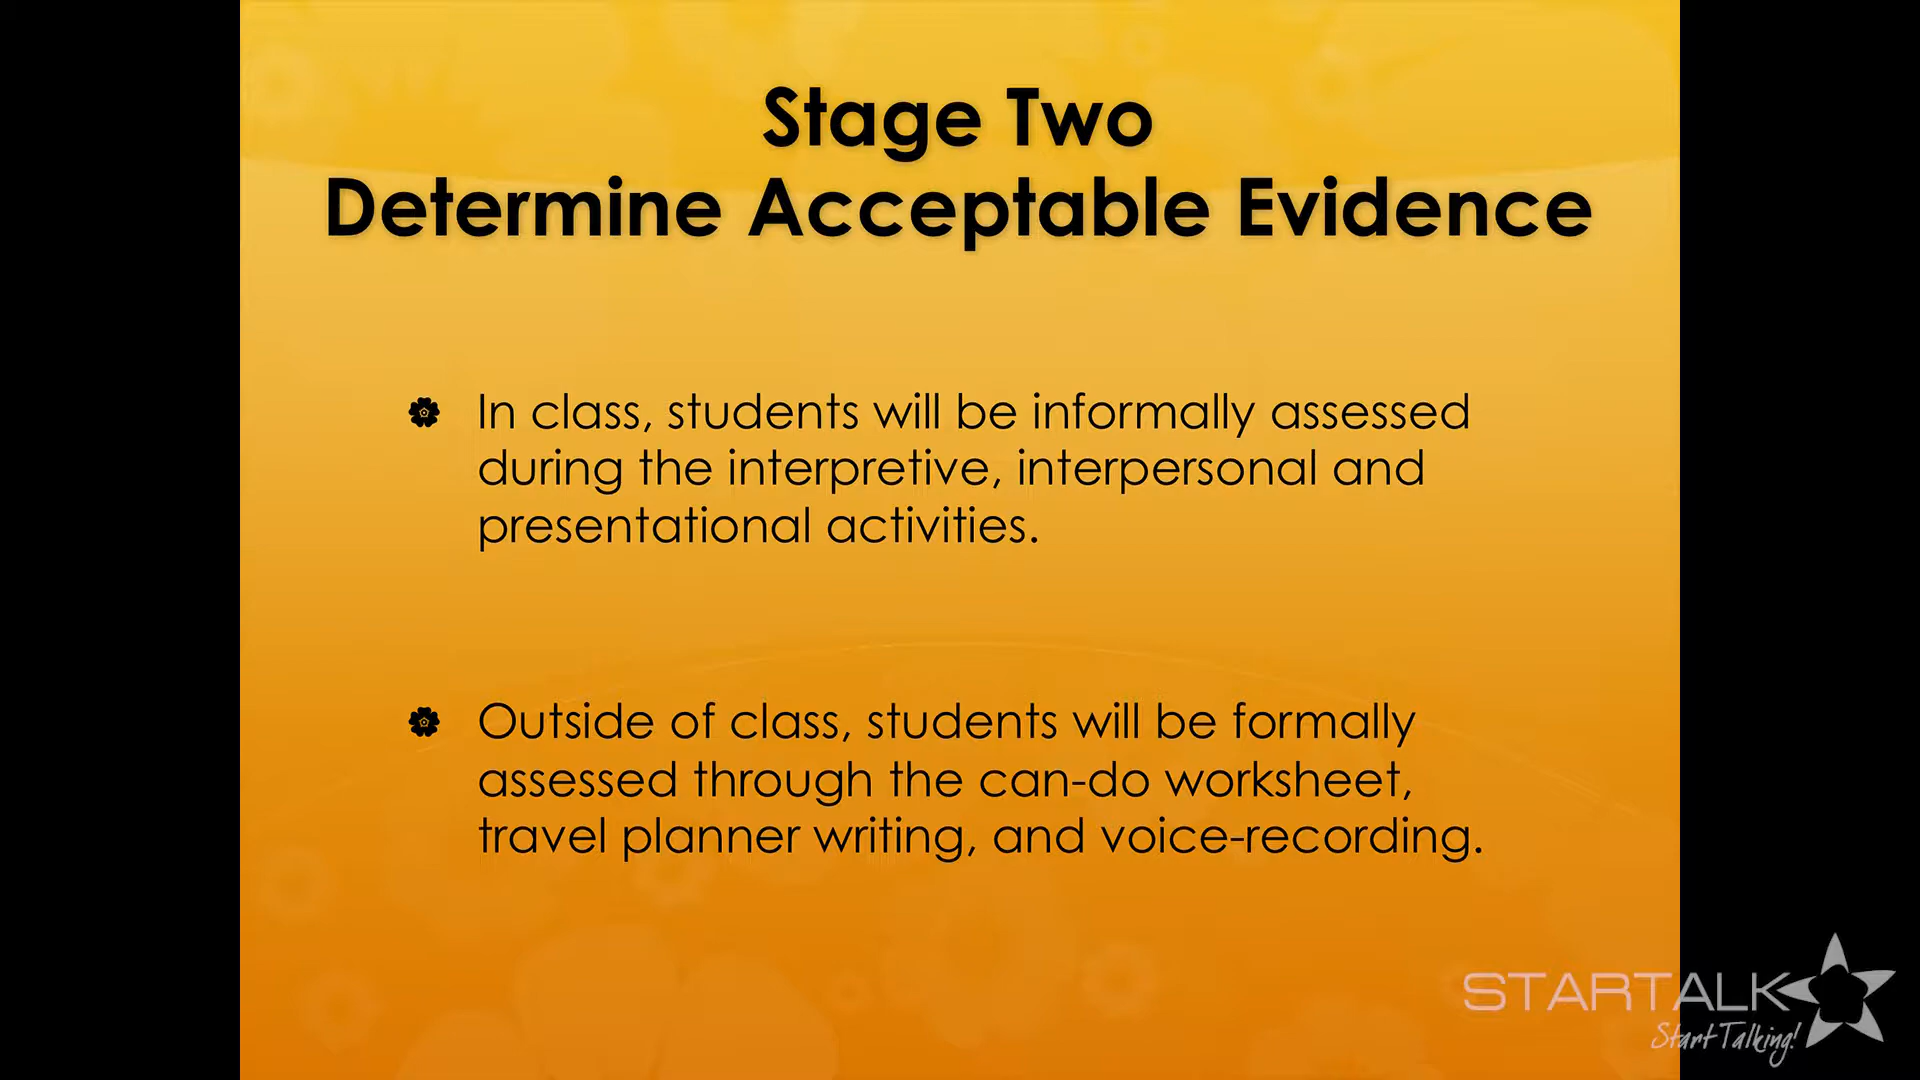 Stage Two
Determine Acceptable Evidence
In class, students will be informally assessed
during the interpretive, interpersonal and
presentational activities.
Outside of class, students will be formally
assessed through the can-do worksheet,
travel planner writing, and voice-recording.
STARTALK
Start Talking!